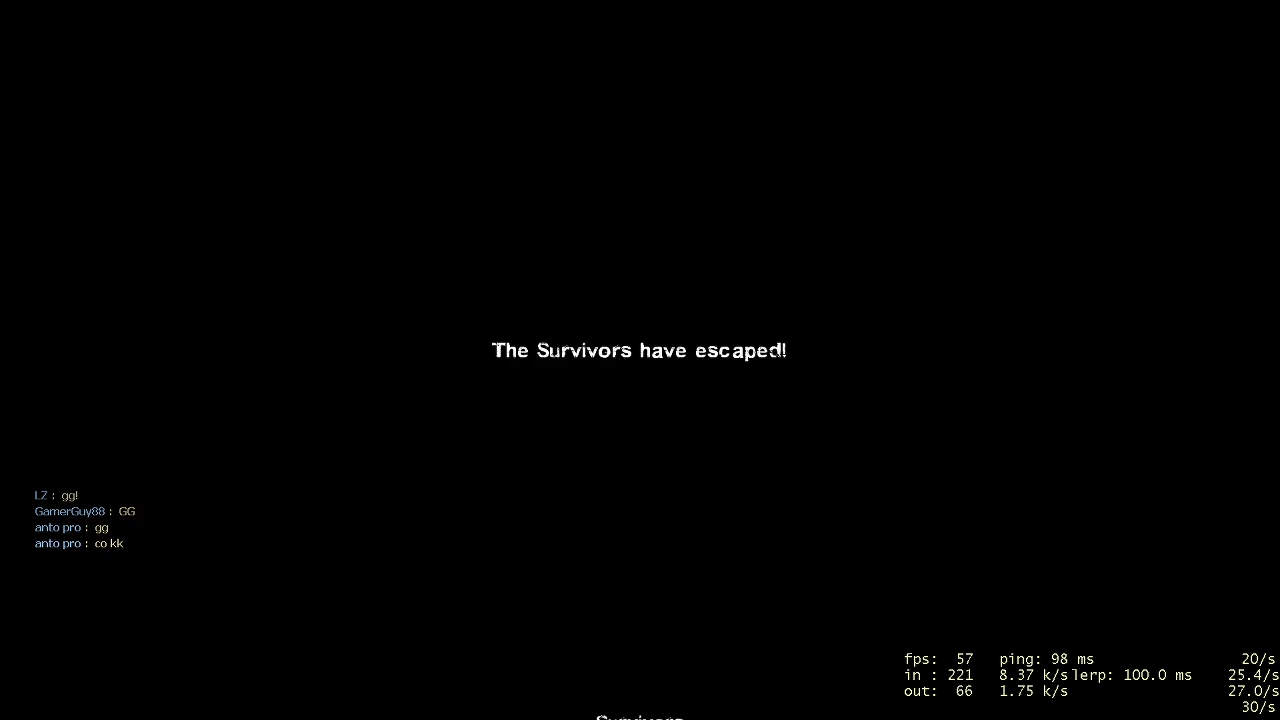 The Survivors have escaped!
LZ : gg!
GamerGuy88 : GG
anto pro : gg
anto pro : co kk
fps: 57 ping: 98 ms 20/s
in : 221 8.37 k/s lerp: 100.0 ms 25.4/s
out: 66 1.75 k/s 27.0/s
30/s
Survivors